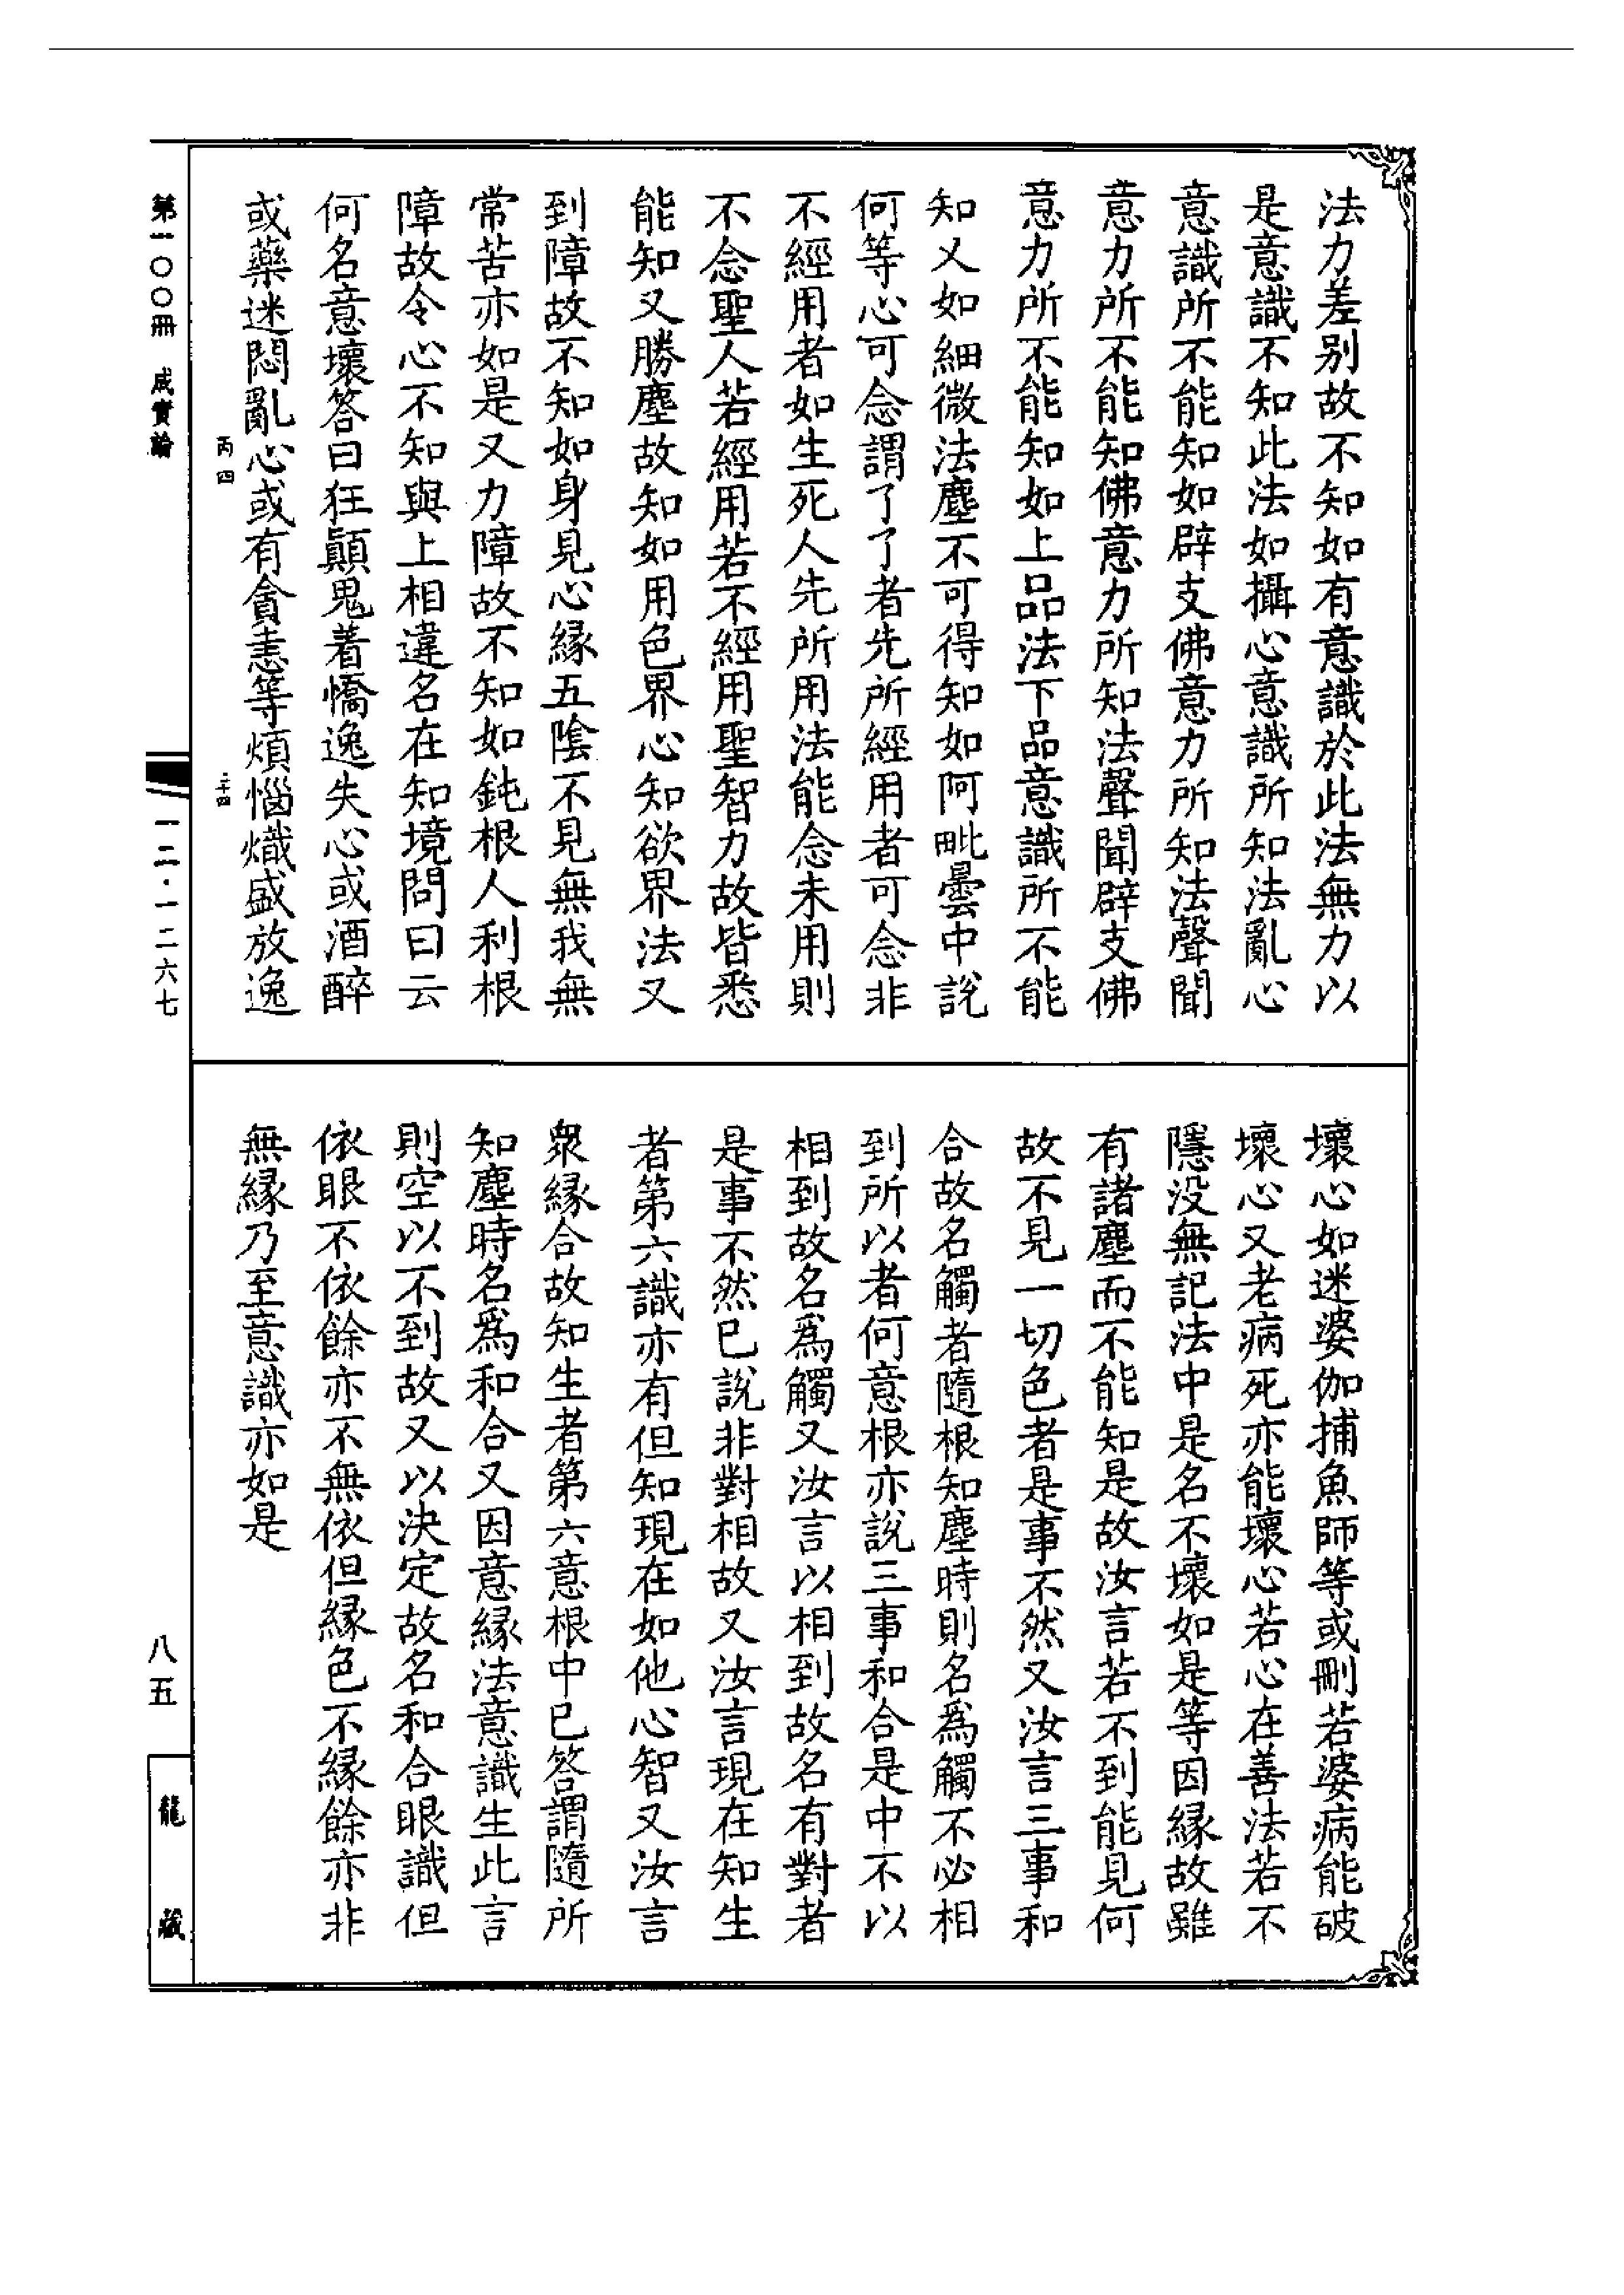 法力差别故不知如有意識於此法無力以
是意識不知此法如攝心意識所知法亂心
意識所不能知如辟支佛意力所知法聲聞
意力所不能知佛意力所知法聲聞辟支佛
意力所不能知如上品法下品意識所不能
知又如細微法塵不可得知如阿毗曇中說
何等心可念謂了了者先所經用者可念非
不經用者如生死人先所用法能念未用則
不念聖人若經用若不經用聖智力故皆悉
能知又勝塵故知如用色界心知欲界法又
到障故不知如身見心緣五陰不見無我無
常苦亦如是又力障故不知如鈍根人利根
障故令心不知與上相違名在知境問曰云
何名意壞答曰狂顛鬼著憍逸失心或酒醉
或藥迷悶亂心或有貪恚等煩惱熾盛放逸
壞心如迷婆伽捕魚師等或刪若婆病能破
壞心又老病死亦能壞心若心在善法若不
隱没無記法中是名不壞如是等因緣故雖
有諸塵而不能知是故汝言若不到能見何
故不見一切色者是事不然又汝言三事和
合故名觸者隨根知塵時則名爲觸不必相
到所以者何意根亦說三事和合是中不以
相到故名爲觸又汝言以相到故名有對者
是事不然已說非對相故又汝言現在知生
者第六識亦有但知現在如他心智又汝言
衆緣合故知生者第六意根中已答謂隨所
知塵時名爲和合又因意緣法意識生此言
則空以不到故又以決定故名和合眼識但
依眼不依餘亦不無依但緣色不緣餘亦非
無緣乃至意識亦如是
丙四
二十四
第一〇〇冊 成實論
一二·一二六七
八五
龍藏